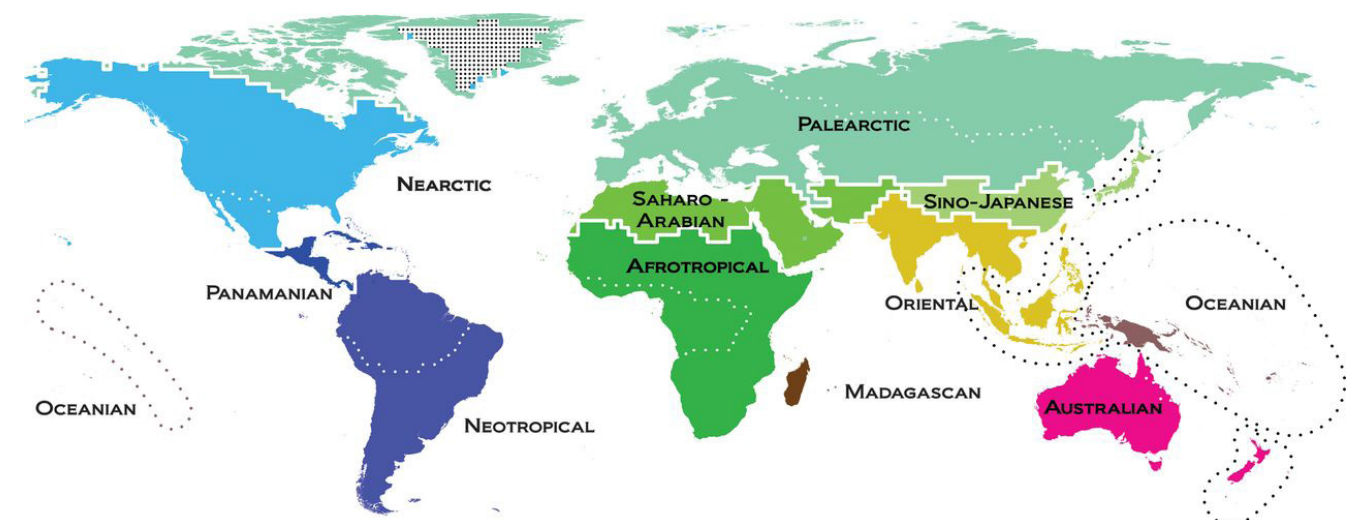 PALEARCTIC
NEARCTIC
SAHARO -
ARABIAN
SINO-JAPANESE
AFROTROPICAL
PANAMANIAN
ORIENTAL
OCEANIAN
MADAGASCAN
OCEANIAN
AUSTRALIAN
NEOTROPICAL